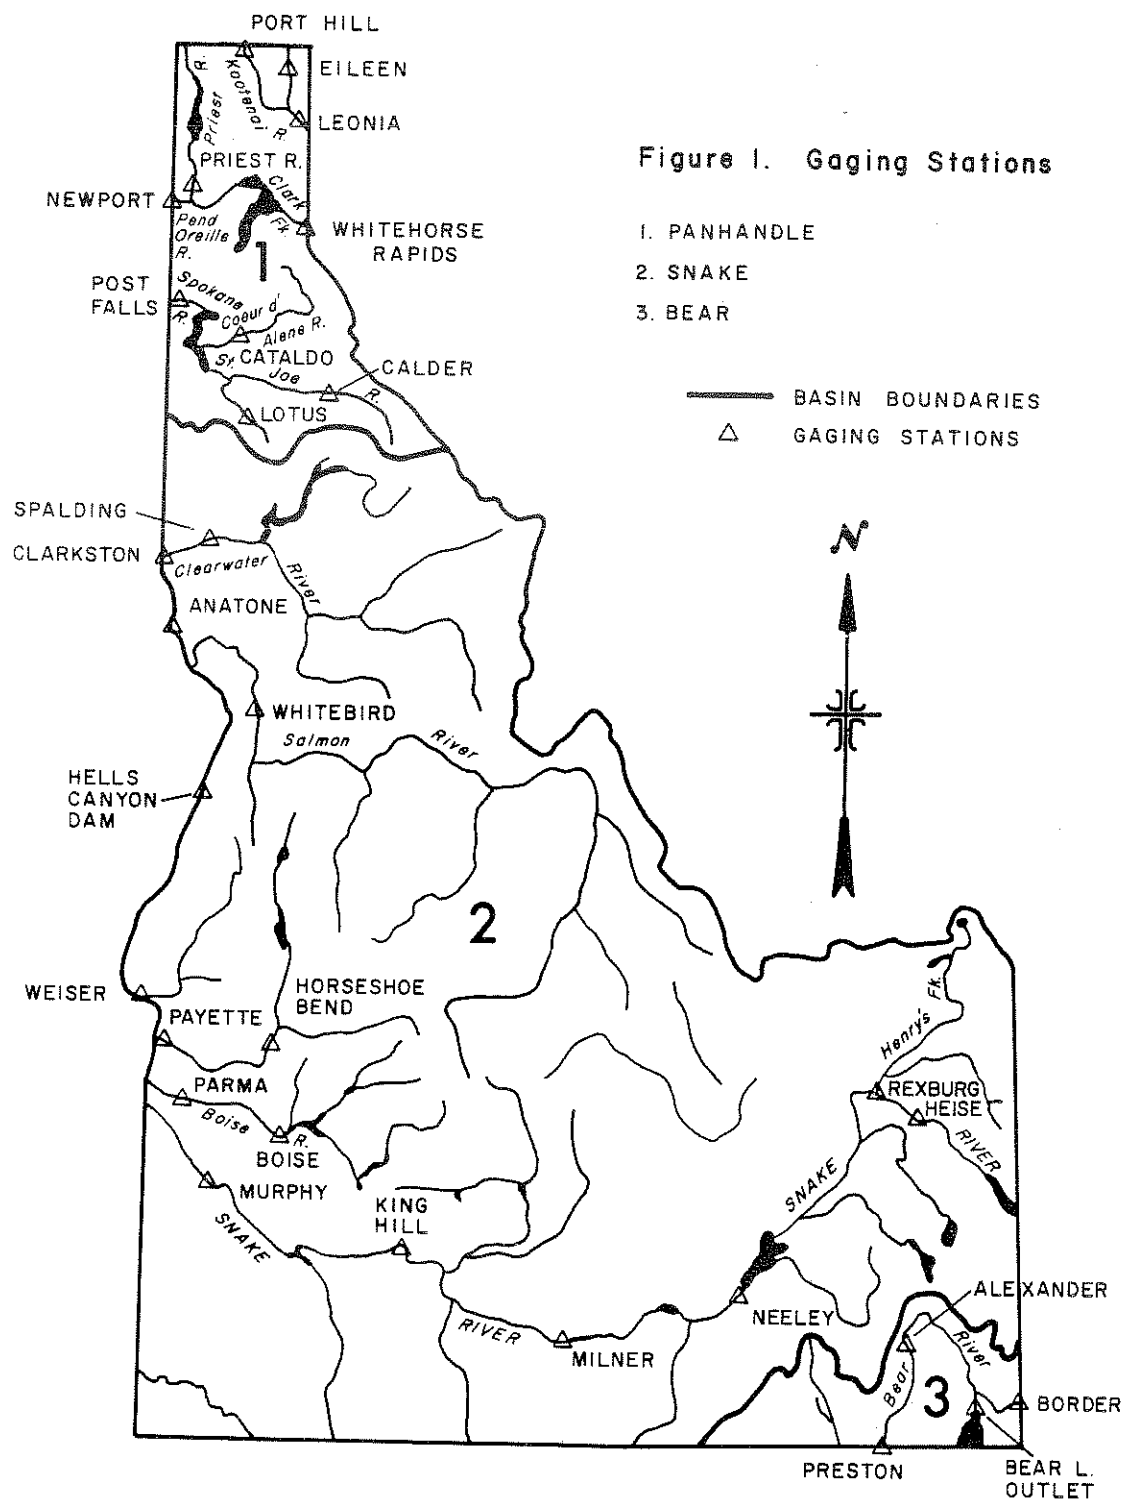 PORT HILL
EILEEN
LEONIA
Priest
R.
Kootenai
R.
PRIEST R.
NEWPORT
Clark
Fk.
Pend
Oreille
R.
WHITEHORSE
RAPIDS
1
POST
FALLS
Spokane
R.
Coeur d'
Alene R.
CATALDO
St.
Joe
R.
CALDER
LOTUS
Figure 1. Gaging Stations
1. PANHANDLE
2. SNAKE
3. BEAR
BASIN BOUNDARIES
GAGING STATIONS
N
SPALDING
CLARKSTON
Clearwater
River
ANATONE
WHITEBIRD
Salmon
River
HELLS
CANYON
DAM
2
WEISER
HORSESHOE
BEND
PAYETTE
PARMA
Boise
R.
BOISE
MURPHY
SNAKE
KING
HILL
Henry's
Fk.
REXBURG
HEISE
RIVER
SNAKE
NEELEY
RIVER
MILNER
ALEXANDER
River
Bear
3
BORDER
PRESTON
BEAR L.
OUTLET